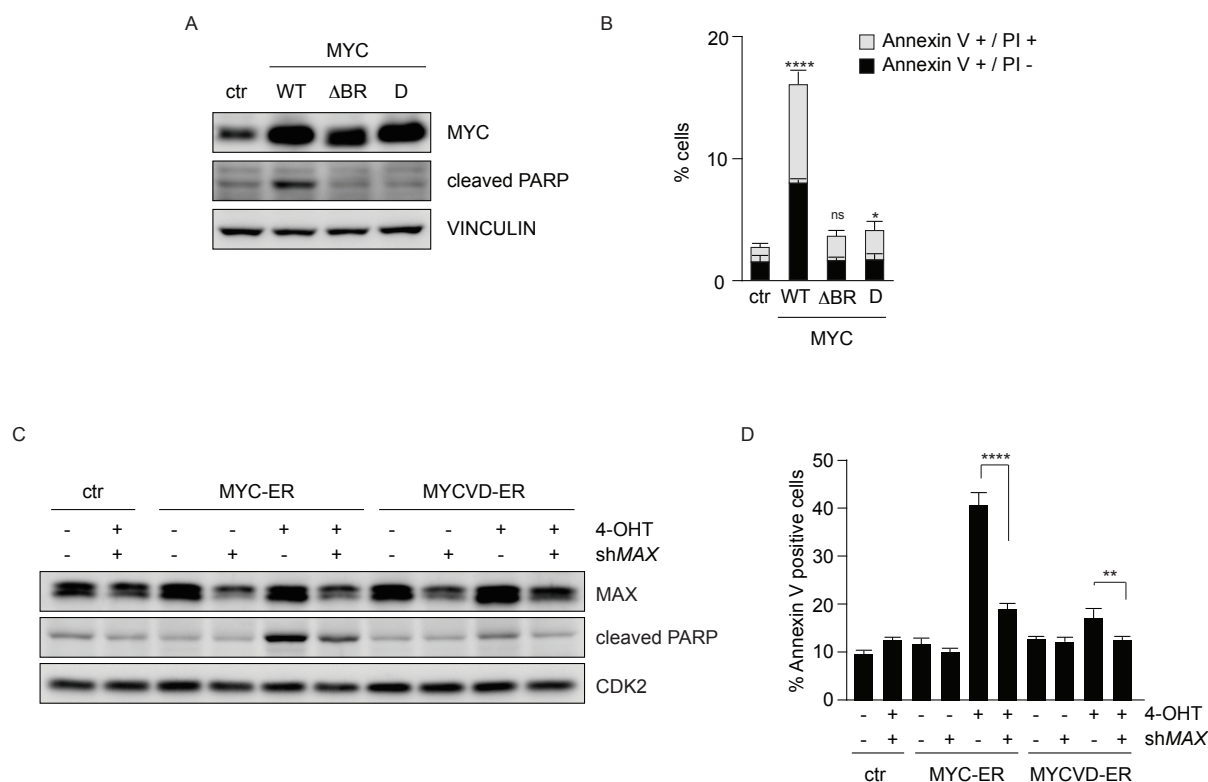 A
MYC
ctr WT ΔBR D
MYC
cleaved PARP
VINCULIN
B
Annexin V + / PI +
Annexin V + / PI -
20
10
0
% cells
****
ns
*
ctr WT ΔBR D
MYC
C
ctr MYC-ER MYCVD-ER
- + - - + + - - + + 4-OHT
- + - + - + - + - + shMAX
MAX
cleaved PARP
CDK2
D
50
40
30
20
10
0
% Annexin V positive cells
****
**
- + - - + + - - + + 4-OHT
- + - + - + - + - + shMAX
ctr MYC-ER MYCVD-ER